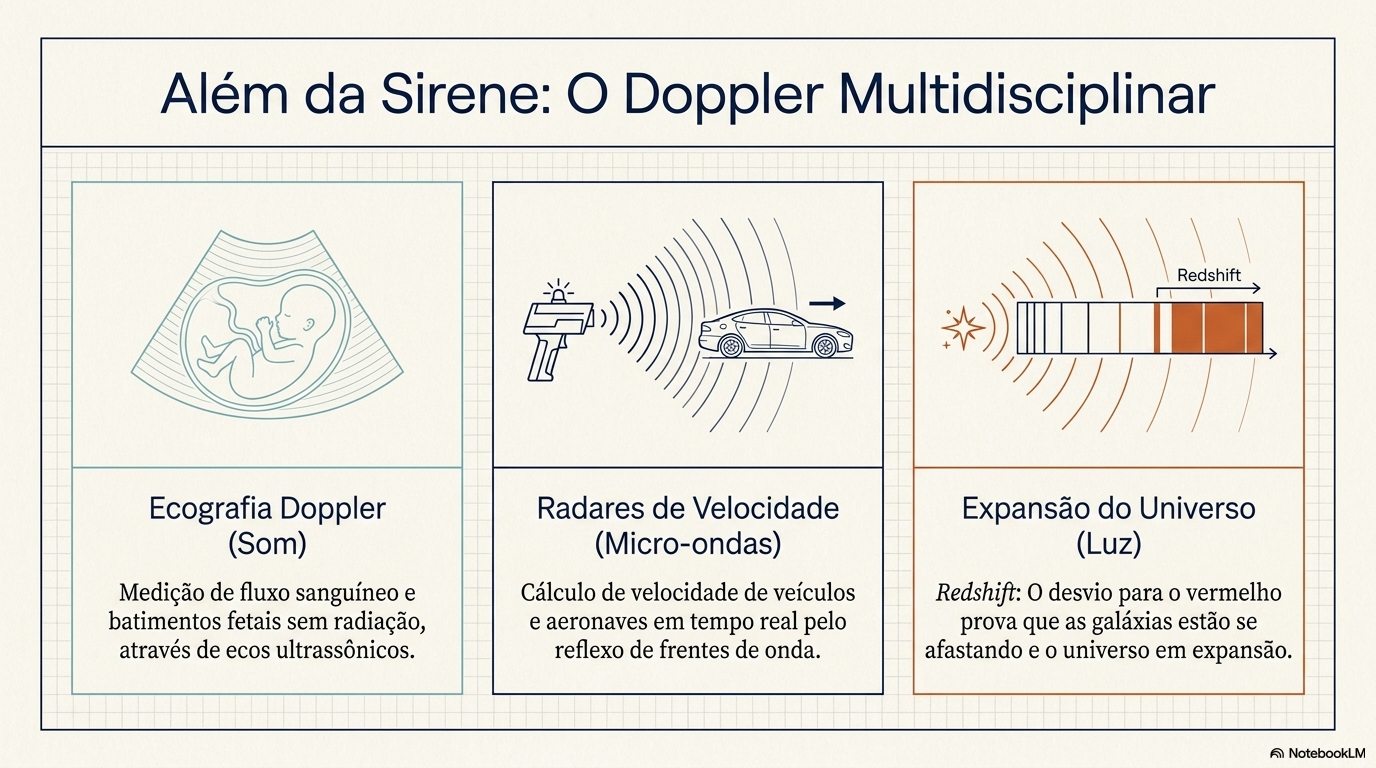 Além da Sirene: O Doppler Multidisciplinar
Redshift
Ecografia Doppler
(Som)
Medição de fluxo sanguíneo e
batimentos fetais sem radiação,
através de ecos ultrassônicos.
Radares de Velocidade
(Micro-ondas)
Cálculo de velocidade de veículos
e aeronaves em tempo real pelo
reflexo de frentes de onda.
Expansão do Universo
(Luz)
Redshift: O desvio para o vermelho
prova que as galáxias estão se
afastando e o universo em expansão.
NotebookLM